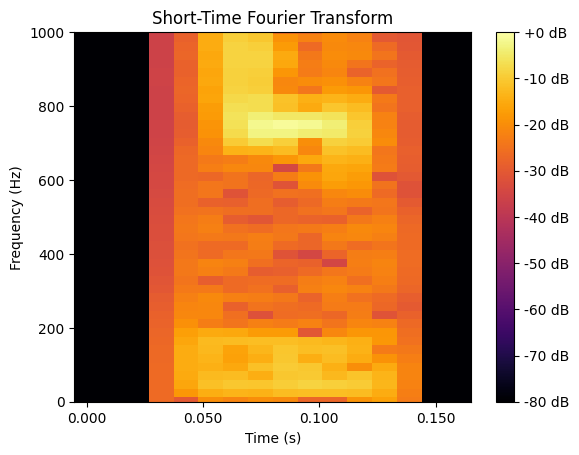 Short-Time Fourier Transform
1000
800
600
400
200
0
Frequency (Hz)
0.000
0.050
0.100
0.150
Time (s)
+0 dB
-10 dB
-20 dB
-30 dB
-40 dB
-50 dB
-60 dB
-70 dB
-80 dB